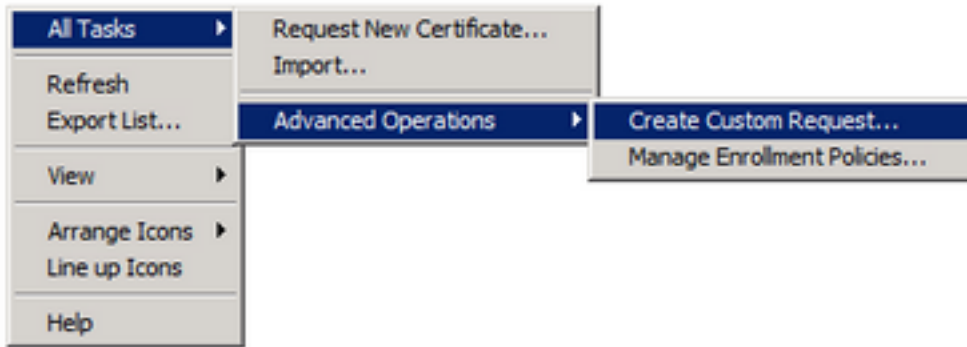 All Tasks
Refresh
Export List...
View
Arrange Icons
Line up Icons
Help
Request New Certificate...
Import...
Advanced Operations
Create Custom Request...
Manage Enrollment Policies...